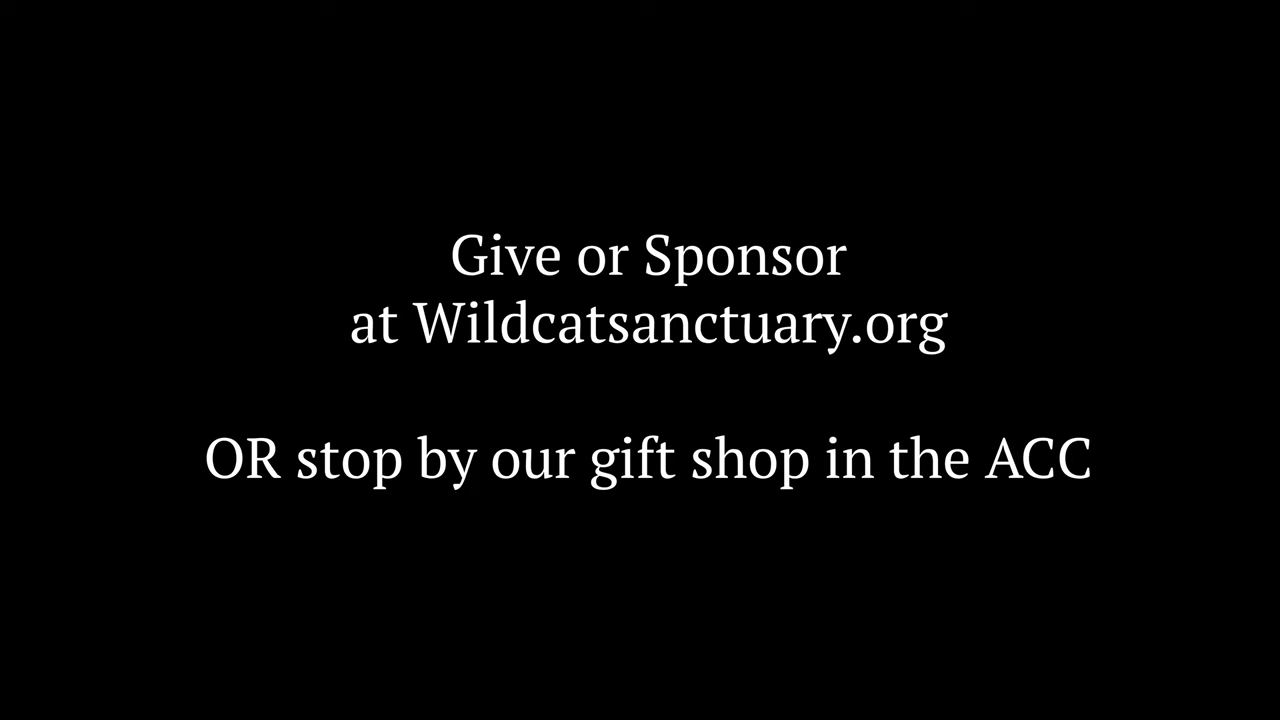 Give or Sponsor
at Wildcatsanctuary.org
OR stop by our gift shop in the ACC